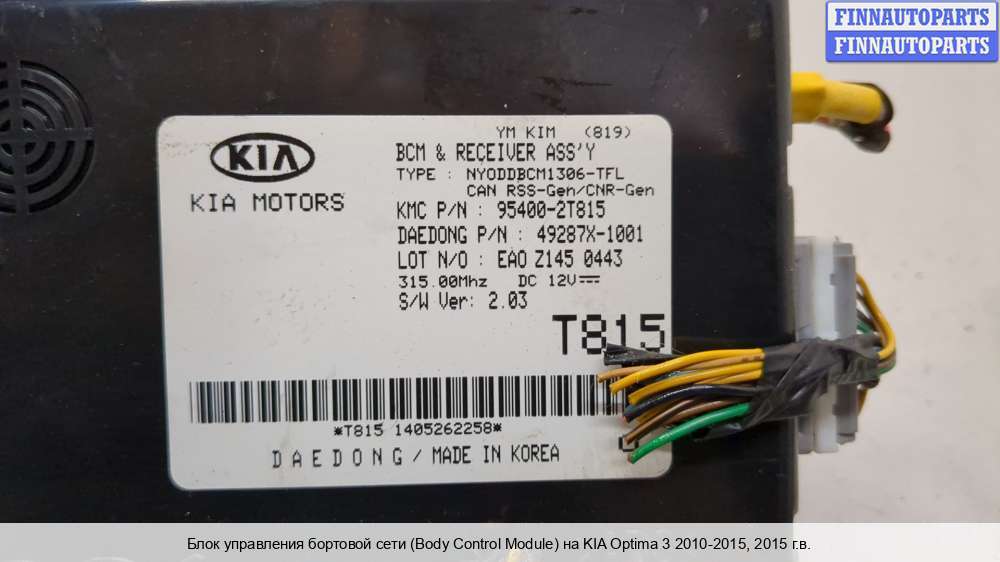 FINNAUTOPARTS
FINNAUTOPARTS
YM KIM (819)
KIA
KIA MOTORS
BCM & RECEIVER ASS'Y
TYPE : NYODDBCM1306-TFL
CAN RSS-Gen/CNR-Gen
KMC P/N : 95400-2T815
DAEDONG P/N : 49287X-1001
LOT N/O : EAO Z145 0443
315.00Mhz DC 12V
S/W Ver: 2.03
T815
*T815 1405262258*
DAEDONG / MADE IN KOREA
Блок управления бортовой сети (Body Control Module) на KIA Optima 3 2010-2015, 2015 г.в.